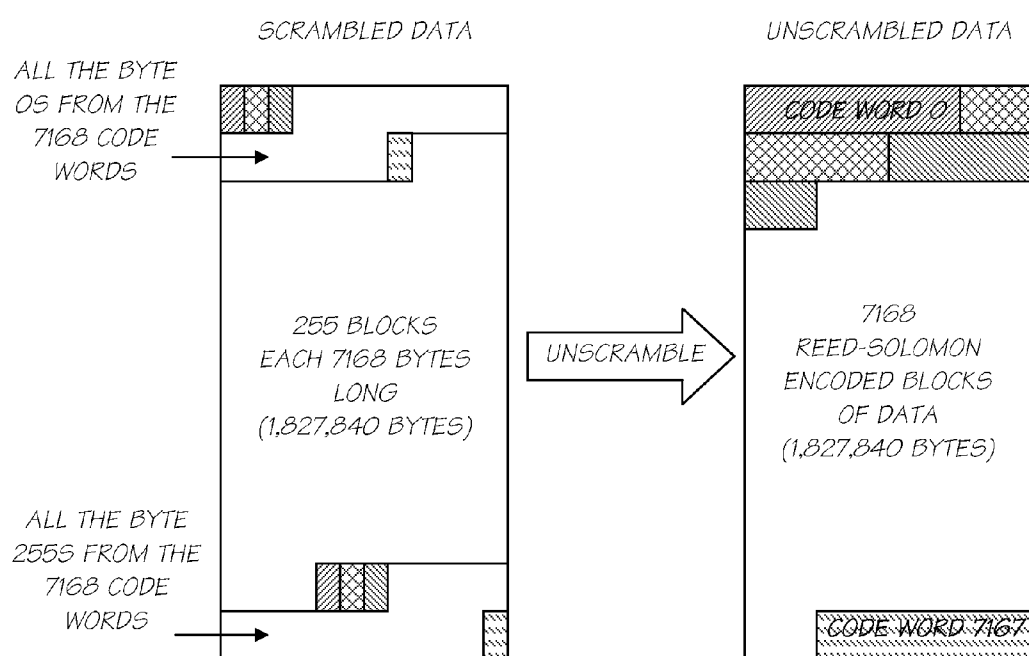 SCRAMBLED DATA
UNSCRAMBLED DATA
ALL THE BYTE
0S FROM THE
7168 CODE
WORDS
CODE WORD 0
255 BLOCKS
EACH 7168 BYTES
LONG
(1,827,840 BYTES)
UNSCRAMBLE
7168
REED-SOLOMON
ENCODED BLOCKS
OF DATA
(1,827,840 BYTES)
ALL THE BYTE
255S FROM THE
7168 CODE
WORDS
CODE WORD 7167